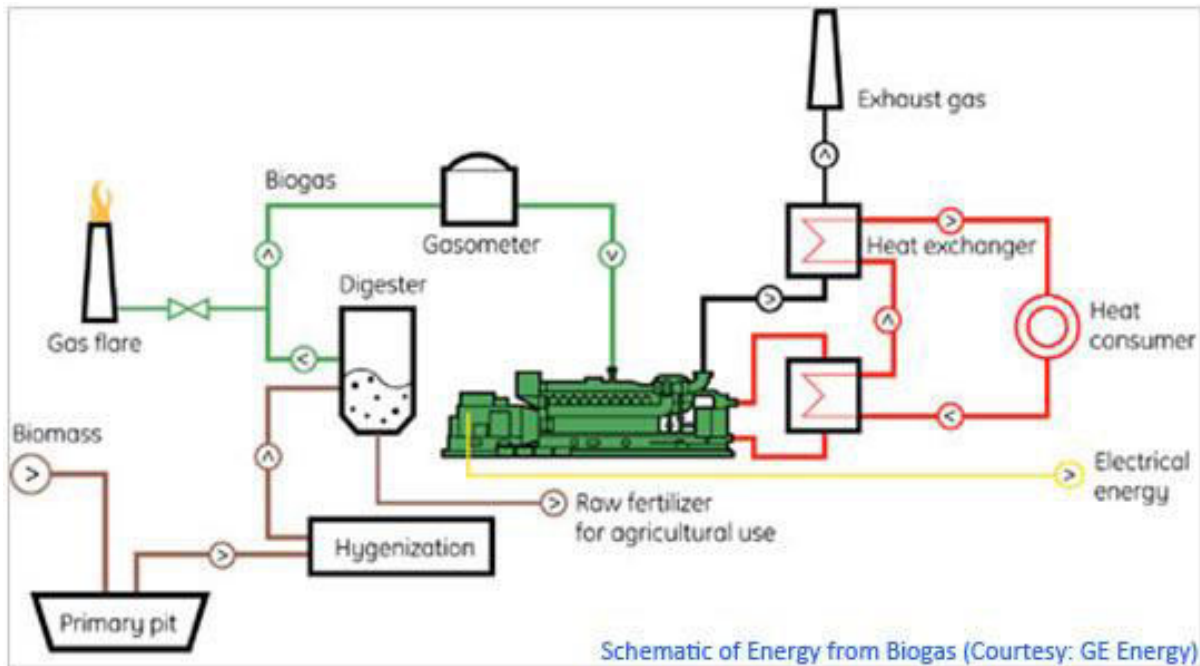 Exhaust gas
Biogas
Gasometer
Heat exchanger
Digester
Gas flare
Heat
consumer
Biomass
Electrical
energy
Raw fertilizer
for agricultural use
Hygenization
Primary pit
Schematic of Energy from Biogas (Courtesy: GE Energy)